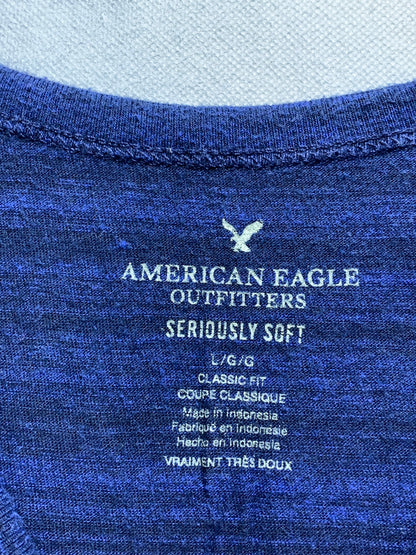 AMERICAN EAGLE
OUTFITTERS
SERIOUSLY SOFT
L/G/G
CLASSIC FIT
COUPE CLASSIQUE
Made in Indonesia
Fabriqué en Indonésie
Hecho en Indonesia
VRAIMENT TRÈS DOUX